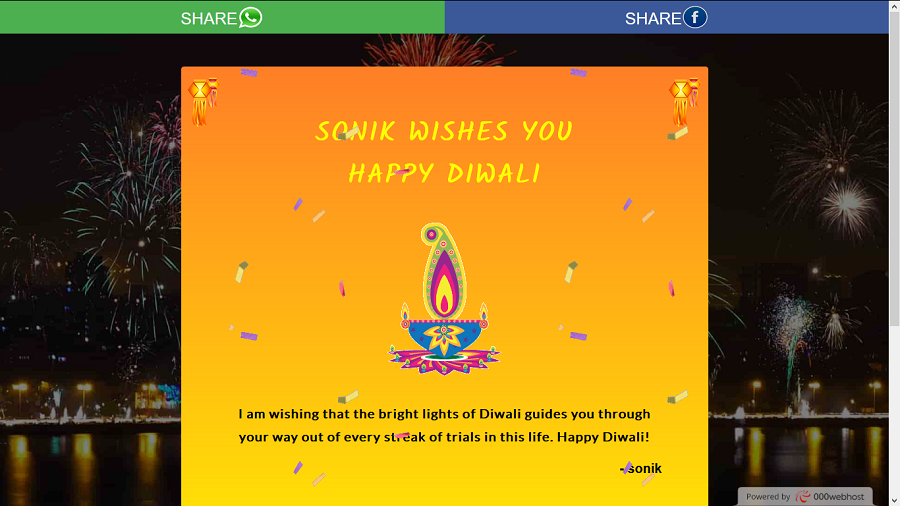 SHARE
SHARE
SONIK WISHES YOU
HAPPY DIWALI
I am wishing that the bright lights of Diwali guides you through
your way out of every streak of trials in this life. Happy Diwali!
- sonik
Powered by 000webhost